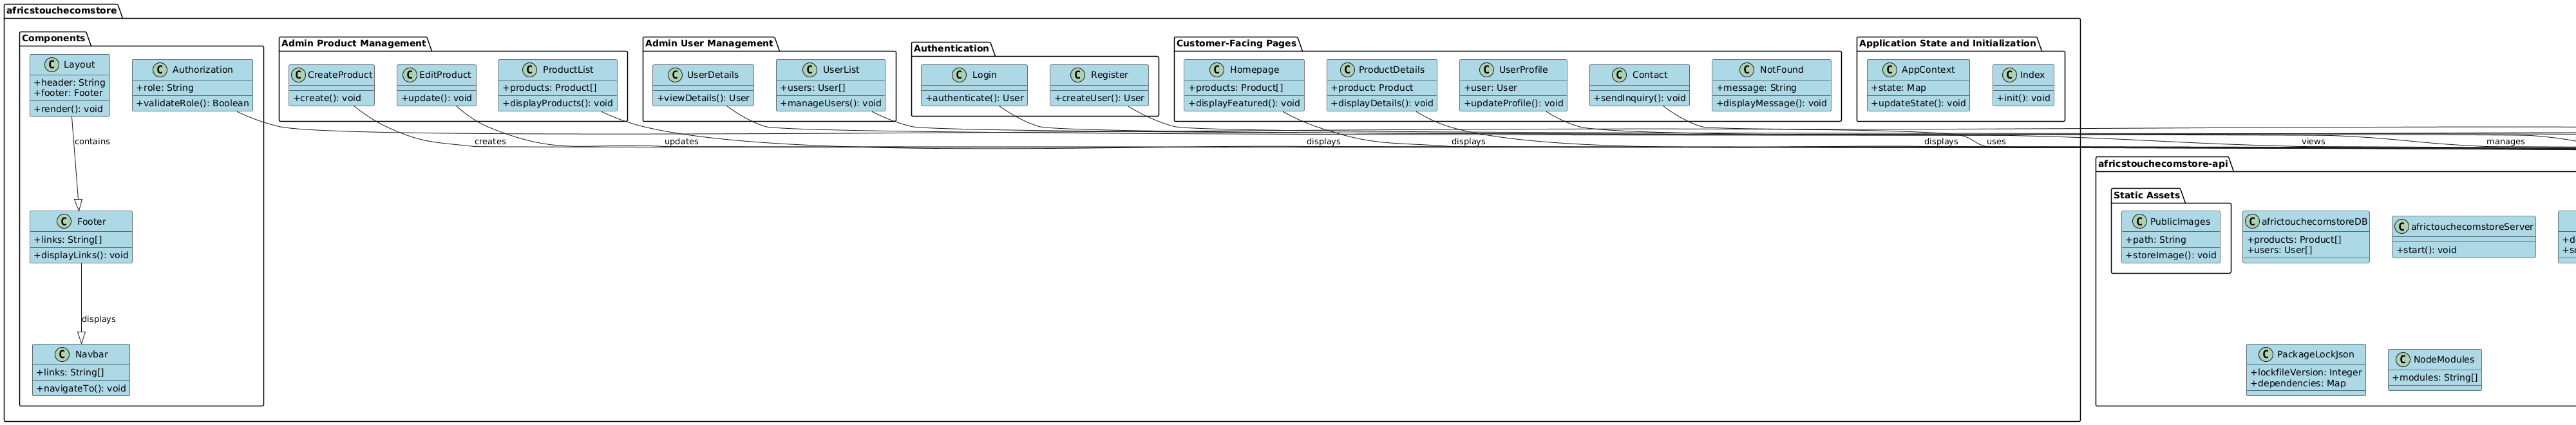 africstouchecomstore
Components
Layout
+header: String
+footer: Footer
+render(): void
Authorization
+role: String
+validateRole(): Boolean
contains
Footer
+links: String[]
+displayLinks(): void
displays
Navbar
+links: String[]
+navigateTo(): void
Admin Product Management
CreateProduct
+create(): void
EditProduct
+update(): void
ProductList
+products: Product[]
+displayProducts(): void
Admin User Management
UserDetails
+viewDetails(): User
UserList
+users: User[]
+manageUsers(): void
Authentication
Login
+authenticate(): User
Register
+createUser(): User
Customer-Facing Pages
Homepage
+products: Product[]
+displayFeatured(): void
ProductDetails
+product: Product
+displayDetails(): void
UserProfile
+user: User
+updateProfile(): void
Contact
+sendInquiry(): void
NotFound
+message: String
+displayMessage(): void
Application State and Initialization
AppContext
+state: Map
+updateState(): void
Index
+init(): void
creates
updates
displays
displays
displays
uses
views
manages
africstouchecomstore-api
Static Assets
PublicImages
+path: String
+storeImage(): void
africtouchecomstoreDB
+products: Product[]
+users: User[]
africtouchecomstoreServer
+start(): void
PackageLockJson
+lockfileVersion: Integer
+dependencies: Map
NodeModules
+modules: String[]